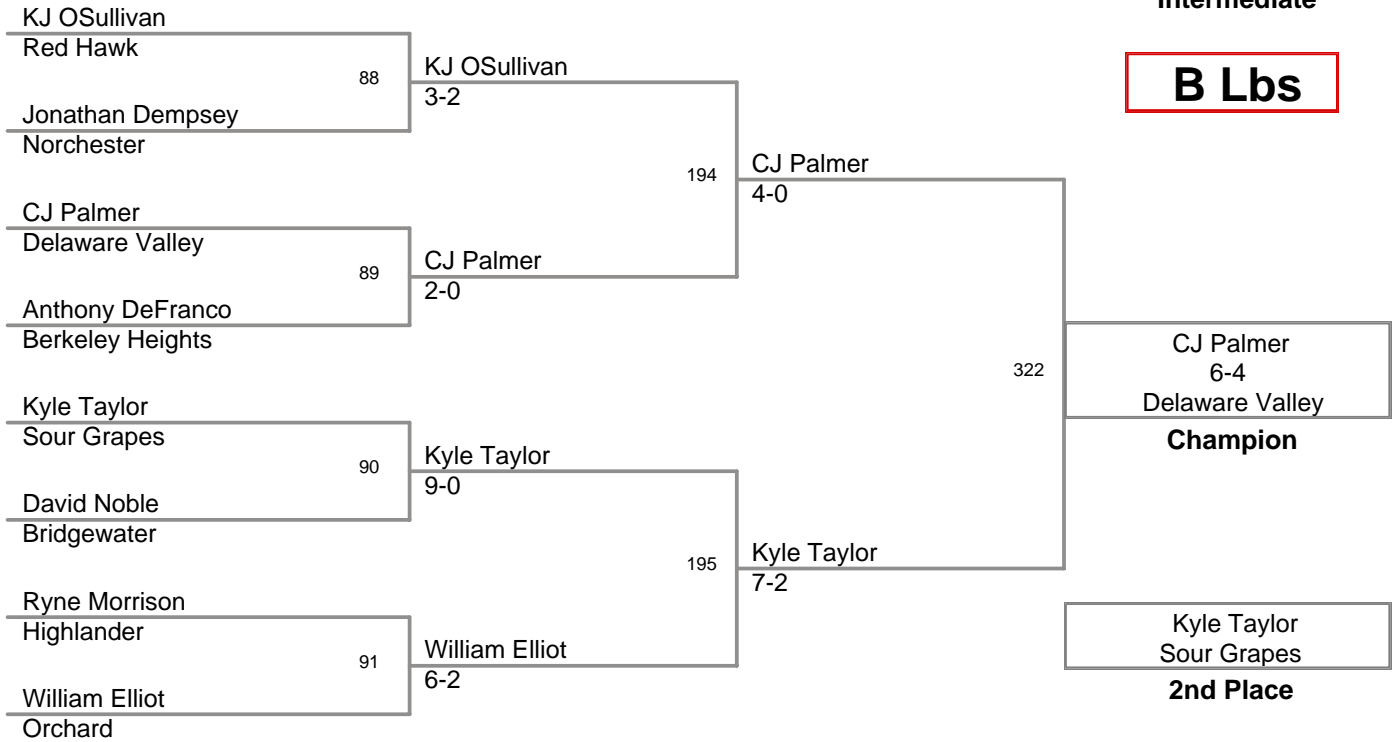 Intermediate
B Lbs
KJ OSullivan
Red Hawk
88
Jonathan Dempsey
Norchester
CJ Palmer
Delaware Valley
89
Anthony DeFranco
Berkeley Heights
Kyle Taylor
Sour Grapes
90
David Noble
Bridgewater
Ryne Morrison
Highlander
91
William Elliot
Orchard
KJ OSullivan
3-2
194
CJ Palmer
2-0
Kyle Taylor
9-0
195
William Elliot
6-2
CJ Palmer
4-0
322
Kyle Taylor
7-2
CJ Palmer
6-4
Delaware Valley
Champion
Kyle Taylor
Sour Grapes
2nd Place